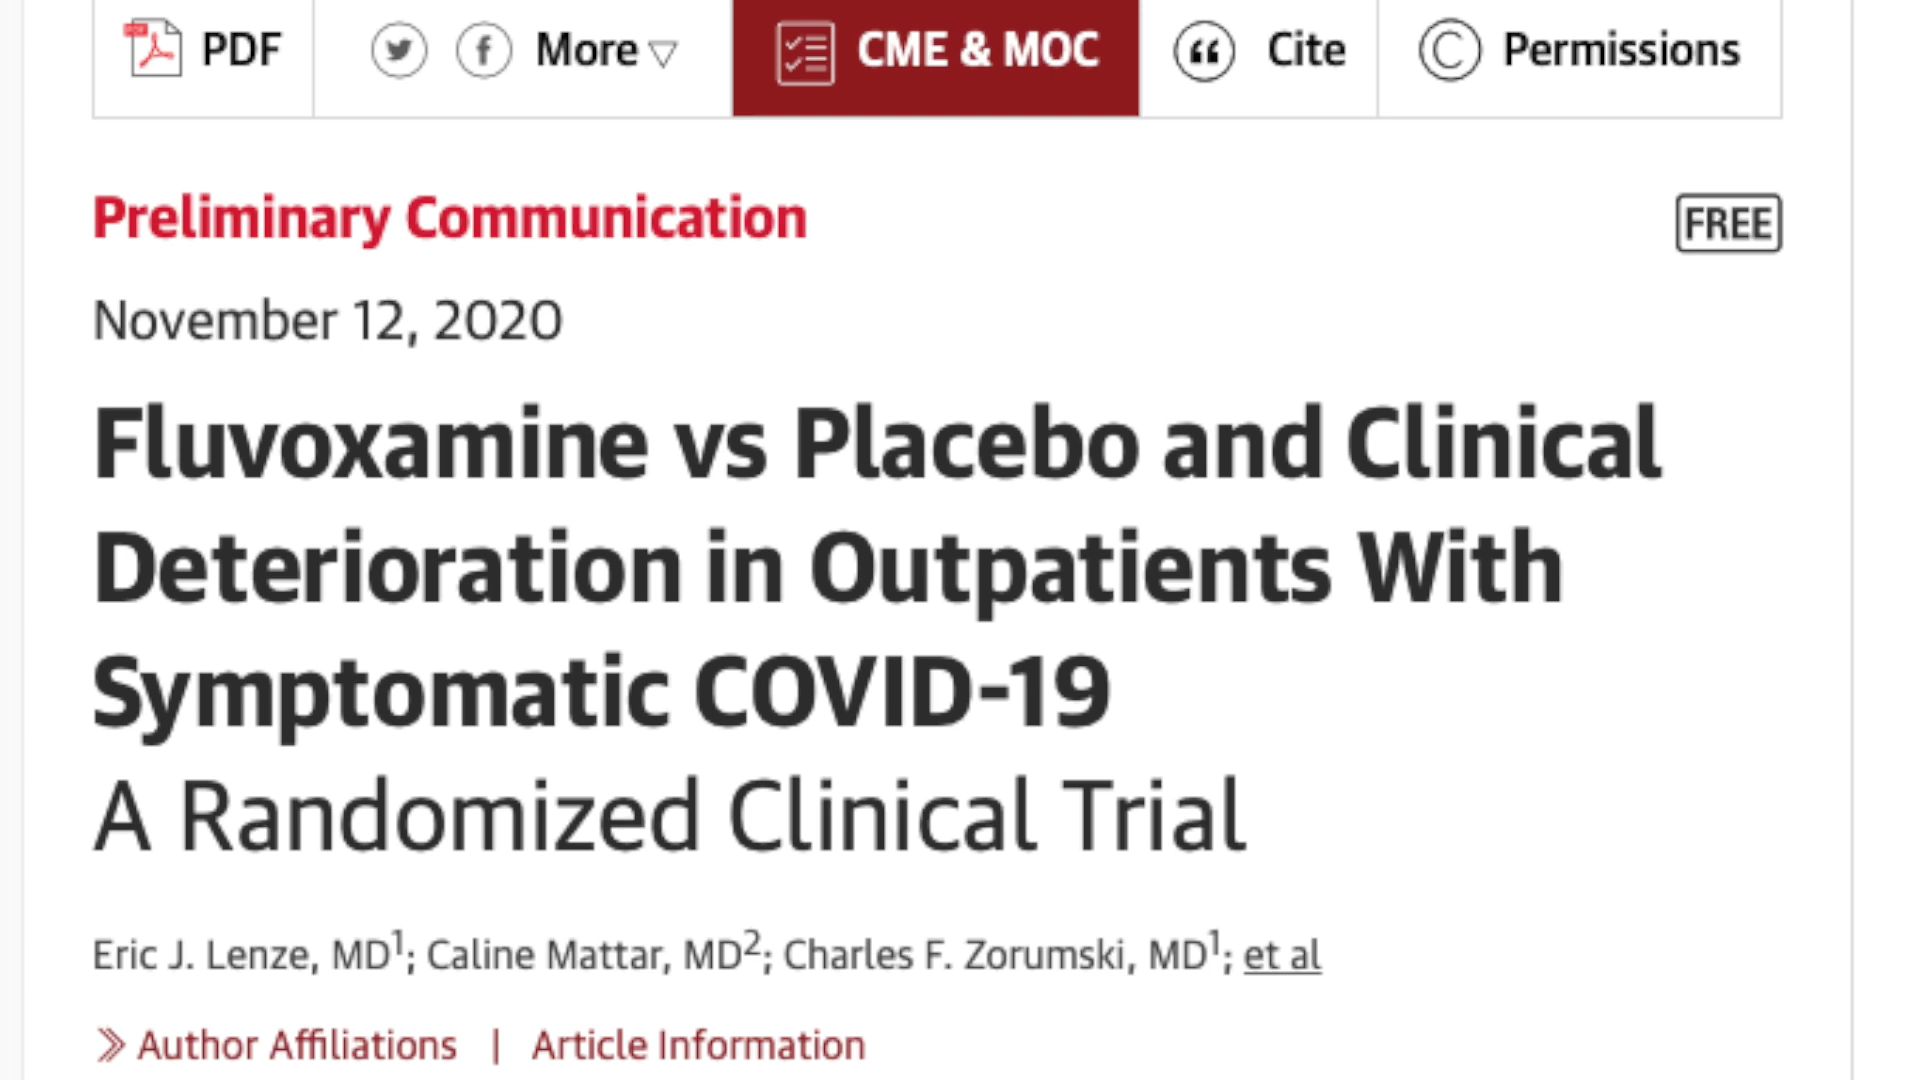 PDF More CME & MOC Cite Permissions
Preliminary Communication FREE
November 12, 2020
Fluvoxamine vs Placebo and Clinical
Deterioration in Outpatients With
Symptomatic COVID-19
A Randomized Clinical Trial
Eric J. Lenze, MD1; Caline Mattar, MD2; Charles F. Zorumski, MD1; et al
Author Affiliations | Article Information